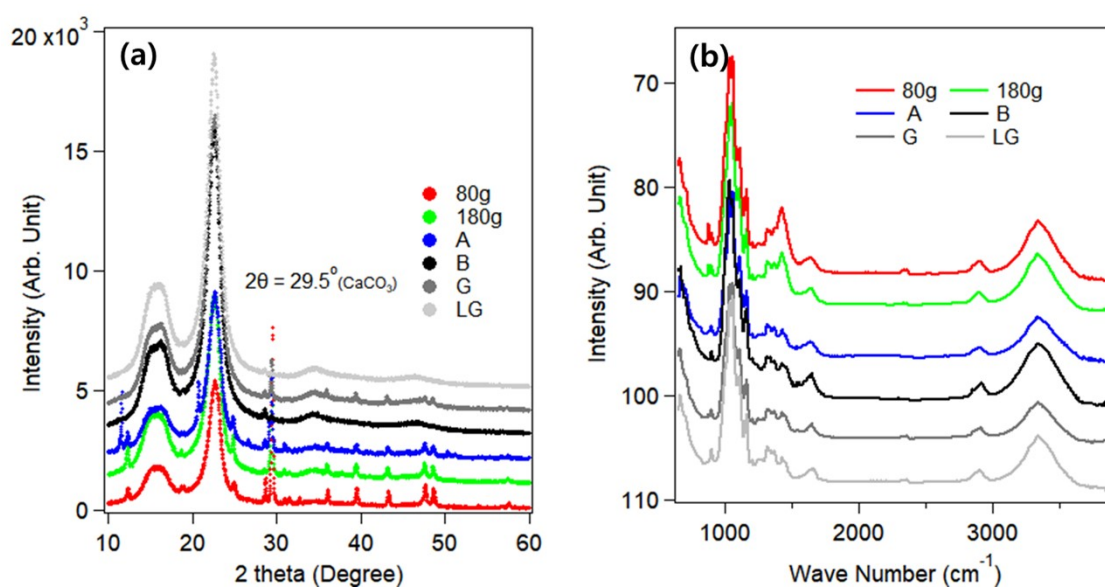 (a)
20 x10³
15
10
5
0
Intensity (Arb. Unit)
80g
180g
A
B
G
LG
2θ = 29.5° (CaCO₃)
10
20
30
40
50
60
2 theta (Degree)
(b)
70
80
90
100
110
Intensity (Arb. Unit)
80g 180g
A B
G LG
1000
2000
3000
Wave Number (cm⁻¹)